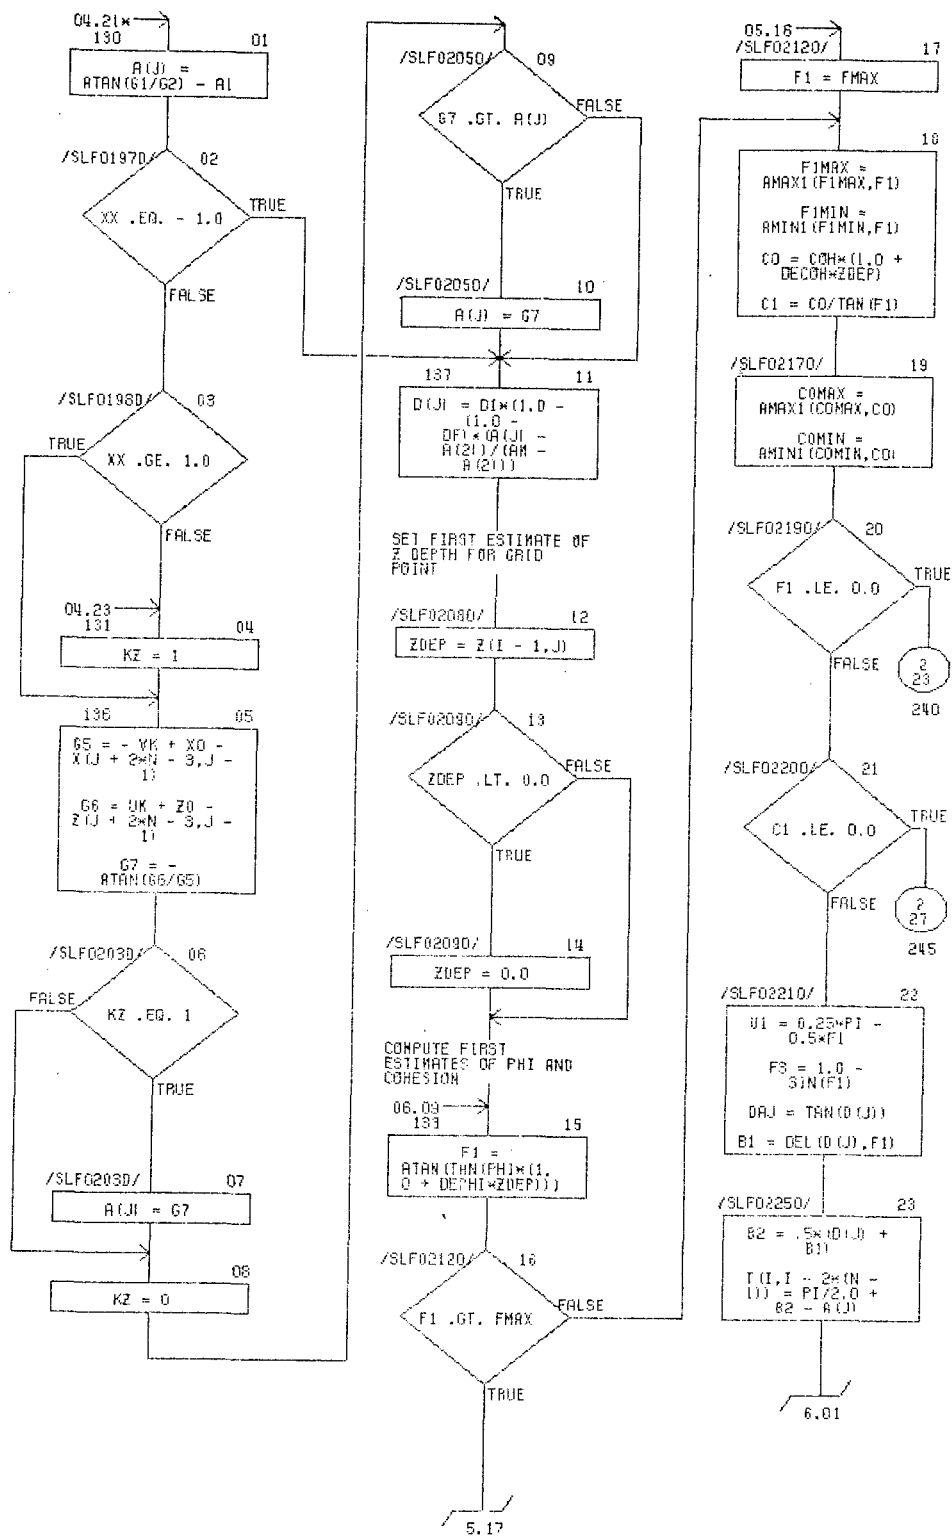 04.21*
130
01
A(J) =
ATAN(G1/G2) - A1
/SLF01970/
02
XX .EQ. - 1.0
TRUE
FALSE
/SLF01980/
03
TRUE
XX .GE. 1.0
FALSE
04.23
131
04
KZ = 1
136
05
G5 = - VK + X0 -
X(J + 2*N - 3,J -
1)
G6 = UK + Z0 -
Z(J + 2*N - 3,J -
1)
G7 = -
ATAN(G6/G5)
/SLF02030/
06
FALSE
KZ .EQ. 1
TRUE
/SLF02030/
07
A(J) = G7
08
KZ = 0
/SLF02050/
09
G7 .GT. A(J)
FALSE
TRUE
/SLF02050/
10
A(J) = G7
137
11
D(J) = DI*(1.0 -
(1.0 -
DF)*(A(J) -
A(2))/(AM -
A(2)))
SET FIRST ESTIMATE OF
Z DEPTH FOR GRID
POINT
/SLF02080/
12
ZDEP = Z(I - 1,J)
/SLF02090/
13
ZDEP .LT. 0.0
FALSE
TRUE
/SLF02090/
14
ZDEP = 0.0
COMPUTE FIRST
ESTIMATES OF PHI AND
COHESION
06.09
139
15
F1 =
ATAN(TAN(PHI)*(1.
0 + DEPHI*ZDEP)))
/SLF02120/
16
F1 .GT. FMAX
FALSE
TRUE
5.17
05.16
/SLF02120/
17
F1 = FMAX
18
F1MAX =
AMAX1(F1MAX,F1)
F1MIN =
AMIN1(F1MIN,F1)
CO = COH*(1.0 +
DECOH*ZDEP)
C1 = CO/TAN(F1)
/SLF02170/
19
COMAX =
AMAX1(COMAX,CO)
COMIN =
AMIN1(COMIN,CO)
/SLF02190/
20
F1 .LE. 0.0
TRUE
FALSE
2
23
240
/SLF02200/
21
C1 .LE. 0.0
TRUE
FALSE
2
27
245
/SLF02210/
22
U1 = 0.25*PI -
0.5*F1
F3 = 1.0 -
SIN(F1)
DAJ = TAN(D(J))
B1 = DEL(D(J),F1)
/SLF02250/
23
B2 = .5*(D(J) +
B1)
T(I,I - 2*(N -
1)) = PI/2.0 +
B2 - A(J)
6.01